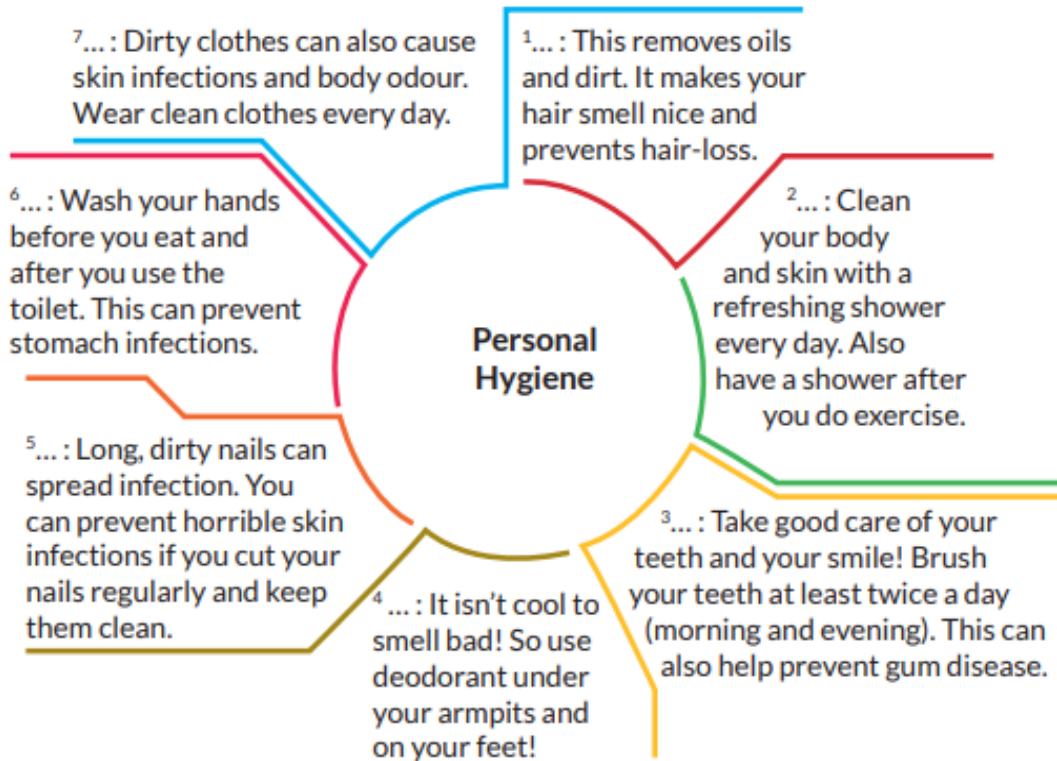 ⁷... : Dirty clothes can also cause
skin infections and body odour.
Wear clean clothes every day.
¹... : This removes oils
and dirt. It makes your
hair smell nice and
prevents hair-loss.
²... : Clean
your body
and skin with a
refreshing shower
every day. Also
have a shower after
you do exercise.
³... : Take good care of your
teeth and your smile! Brush
your teeth at least twice a day
(morning and evening). This can
also help prevent gum disease.
⁴ ... : It isn’t cool to
smell bad! So use
deodorant under
your armpits and
on your feet!
⁵... : Long, dirty nails can
spread infection. You
can prevent horrible skin
infections if you cut your
nails regularly and keep
them clean.
⁶... : Wash your hands
before you eat and
after you use the
toilet. This can prevent
stomach infections.
Personal
Hygiene